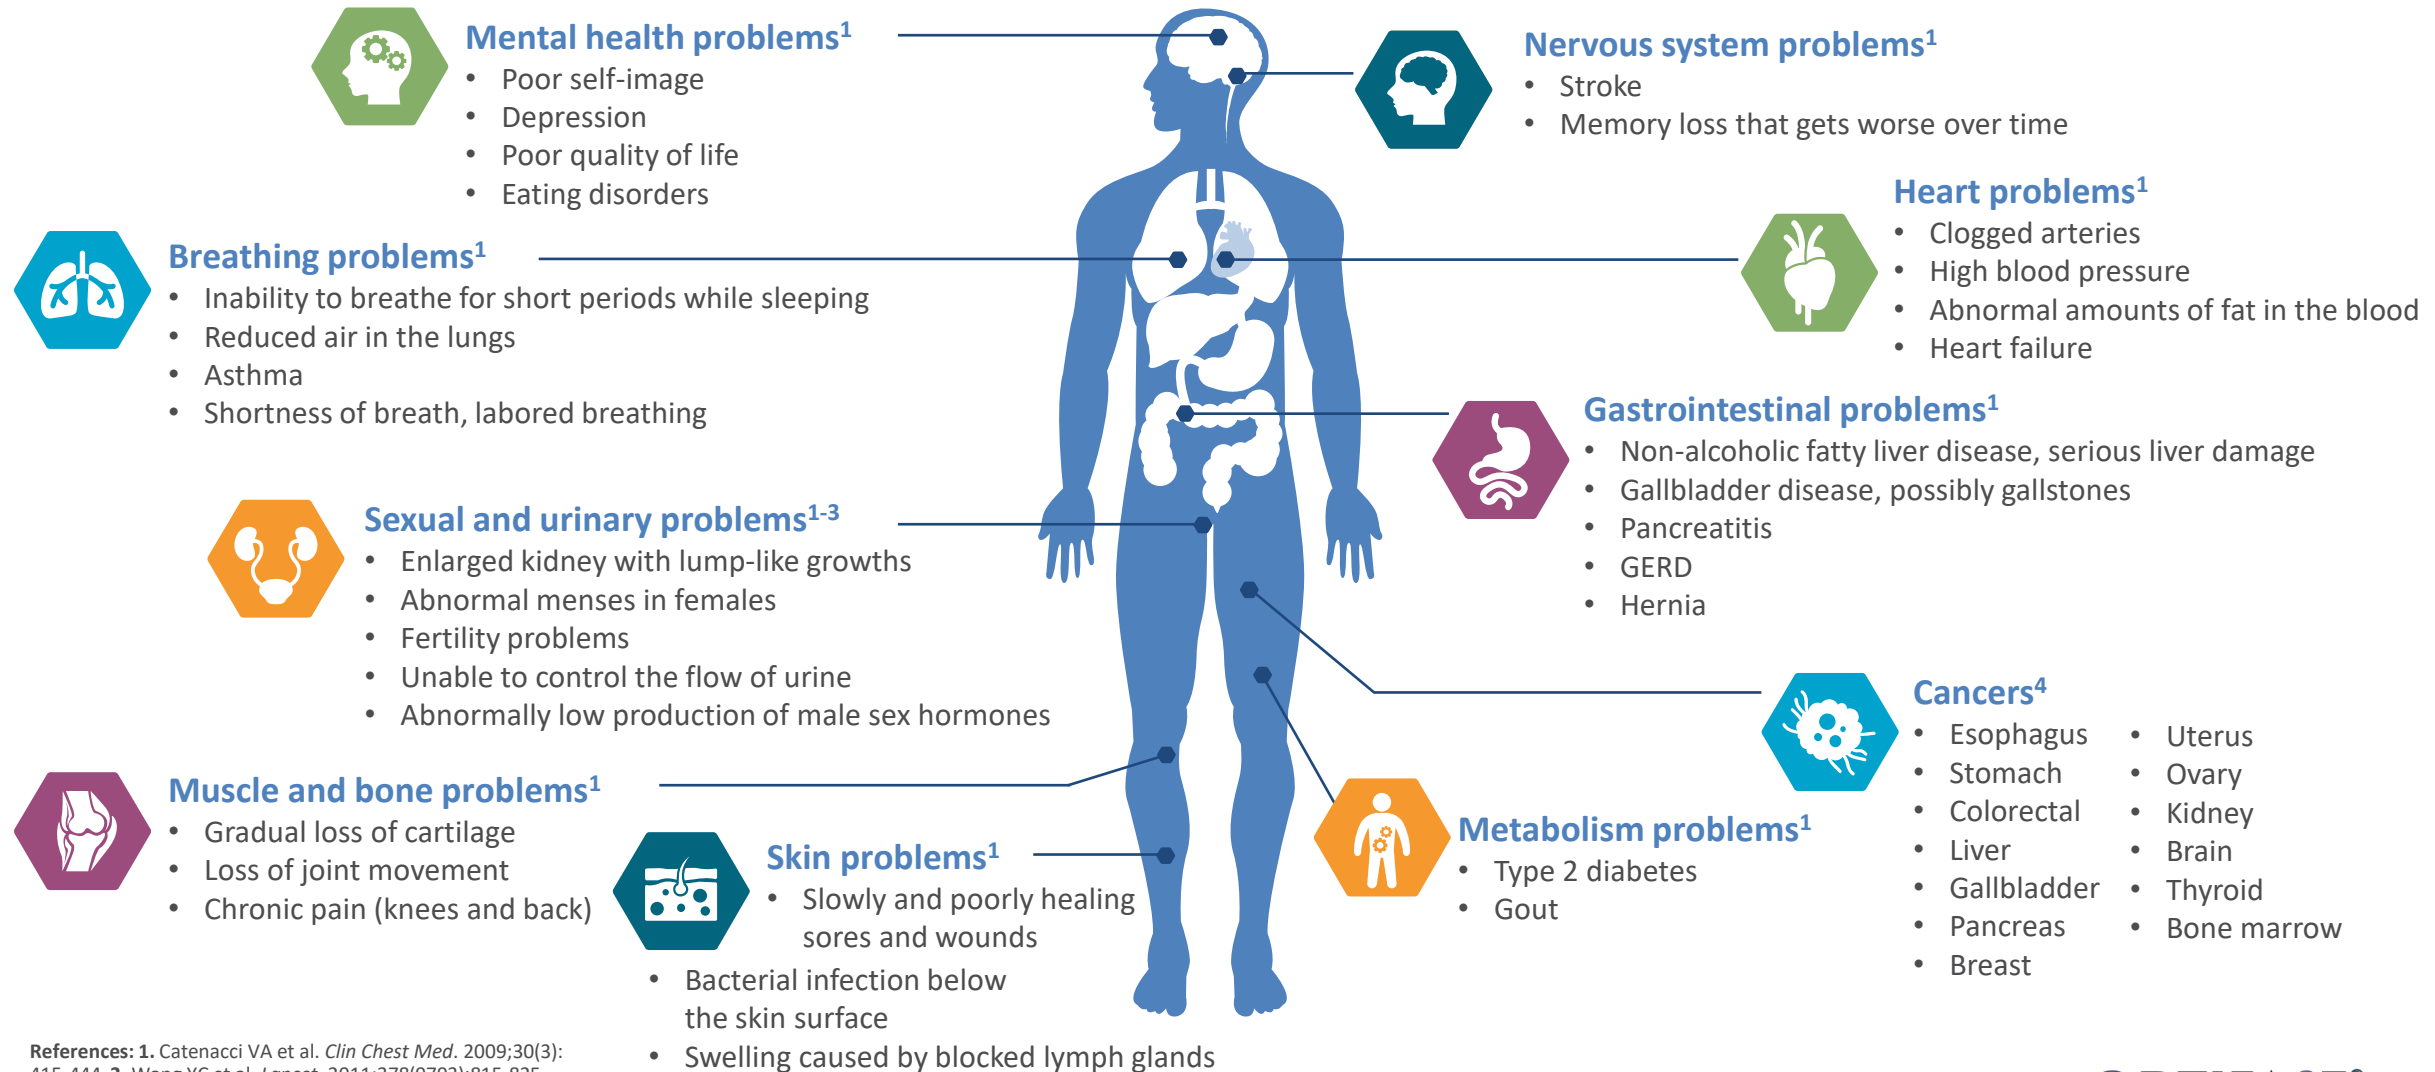 Mental health problems1
• Poor self-image
• Depression
• Poor quality of life
• Eating disorders
Nervous system problems1
• Stroke
• Memory loss that gets worse over time
Heart problems1
• Clogged arteries
• High blood pressure
• Abnormal amounts of fat in the blood
• Heart failure
Breathing problems1
• Inability to breathe for short periods while sleeping
• Reduced air in the lungs
• Asthma
• Shortness of breath, labored breathing
Gastrointestinal problems1
• Non-alcoholic fatty liver disease, serious liver damage
• Gallbladder disease, possibly gallstones
• Pancreatitis
• GERD
• Hernia
Sexual and urinary problems1-3
• Enlarged kidney with lump-like growths
• Abnormal menses in females
• Fertility problems
• Unable to control the flow of urine
• Abnormally low production of male sex hormones
Cancers4
• Esophagus
• Stomach
• Colorectal
• Liver
• Gallbladder
• Pancreas
• Breast
• Uterus
• Ovary
• Kidney
• Brain
• Thyroid
• Bone marrow
Muscle and bone problems1
• Gradual loss of cartilage
• Loss of joint movement
• Chronic pain (knees and back)
Skin problems1
• Slowly and poorly healing
sores and wounds
• Bacterial infection below
the skin surface
• Swelling caused by blocked lymph glands
Metabolism problems1
• Type 2 diabetes
• Gout
References: 1. Catenacci VA et al. Clin Chest Med. 2009;30(3):